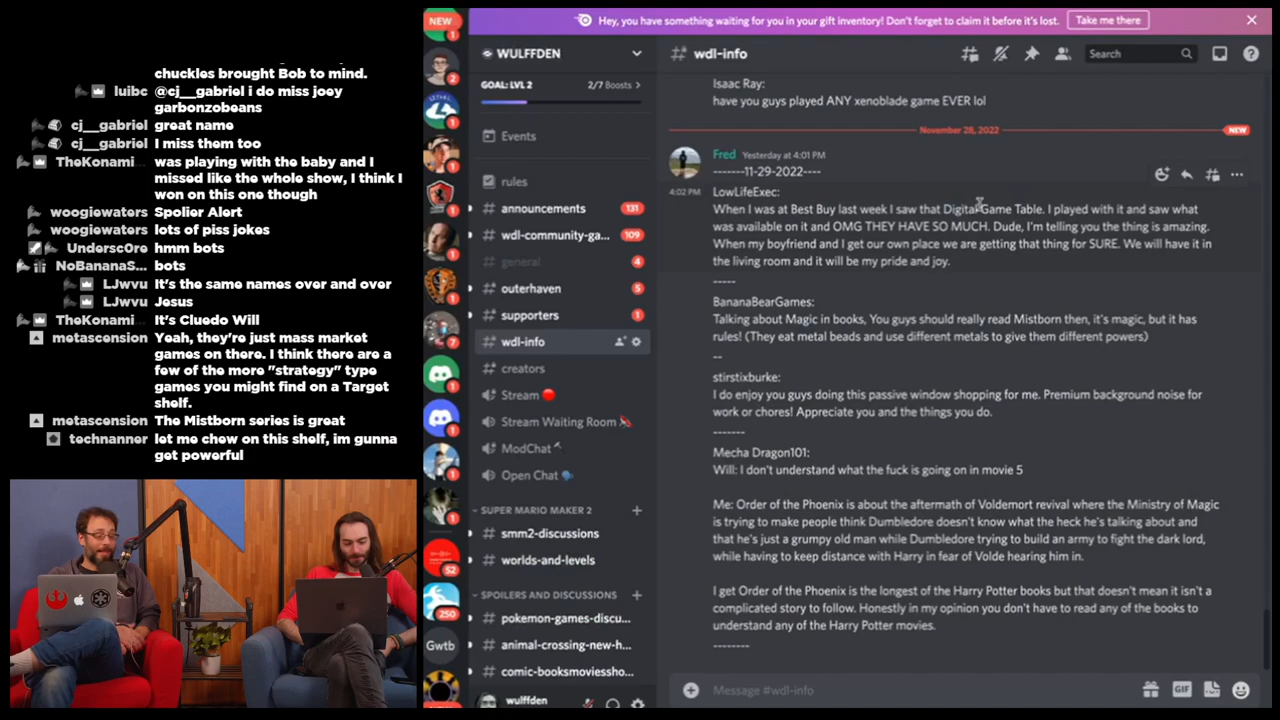 chuckles brought Bob to mind.
luibc @cj__gabriel i do miss joey
garbonzobeans
cj__gabriel great name
cj__gabriel I miss them too
TheKonami... was playing with the baby and I
missed like the whole show, I think I
won on this one though
woogiewaters Spolier Alert
woogiewaters lots of piss jokes
Undersc0re hmm bots
NoBananaS... bots
LJwvu It's the same names over and over
LJwvu Jesus
TheKonami... It's Cluedo Will
metascension Yeah, they're just mass market
games on there. I think there are a
few of the more "strategy" type
games you might find on a Target
shelf.
metascension The Mistborn series is great
technanner let me chew on this shelf, im gunna
get powerful
NEW
1
2
1
1
1
1
1
7
1
1
1
1
52
250
Gwtb
Hey, you have something waiting for you in your gift inventory! Don't forget to claim it before it's lost.
Take me there
WULFFDEN
GOAL: LVL 2
2/7 Boosts
Events
rules
announcements 131
wdl-community-ga... 109
general 4
outerhaven 5
supporters 1
wdl-info
creators
Stream
Stream Waiting Room
ModChat
Open Chat
SUPER MARIO MAKER 2
smm2-discussions
worlds-and-levels
SPOILERS AND DISCUSSIONS
pokemon-games-discu...
animal-crossing-new-h...
comic-booksmoviessho...
wulffden
wdl-info
Search
Isaac Ray:
have you guys played ANY xenoblade game EVER lol
November 28, 2022
NEW
Fred Yesterday at 4:01 PM
------11-29-2022----
4:02 PM LowLifeExec:
When I was at Best Buy last week I saw that Digital Game Table. I played with it and saw what
was available on it and OMG THEY HAVE SO MUCH. Dude, I'm telling you the thing is amazing.
When my boyfriend and I get our own place we are getting that thing for SURE. We will have it in
the living room and it will be my pride and joy.
-----
BananaBearGames:
Talking about Magic in books, You guys should really read Mistborn then, it's magic, but it has
rules! (They eat metal beads and use different metals to give them different powers)
--
stirstixburke:
I do enjoy you guys doing this passive window shopping for me. Premium background noise for
work or chores! Appreciate you and the things you do.
-------
Mecha Dragon101:
Will: I don't understand what the fuck is going on in movie 5
Me: Order of the Phoenix is about the aftermath of Voldemort revival where the Ministry of Magic
is trying to make people think Dumbledore doesn't know what the heck he's talking about and
that he's just a grumpy old man while Dumbledore trying to build an army to fight the dark lord,
while having to keep distance with Harry in fear of Volde hearing him in.
I get Order of the Phoenix is the longest of the Harry Potter books but that doesn't mean it isn't a
complicated story to follow. Honestly in my opinion you don't have to read any of the books to
understand any of the Harry Potter movies.
--------
Message #wdl-info
GIF